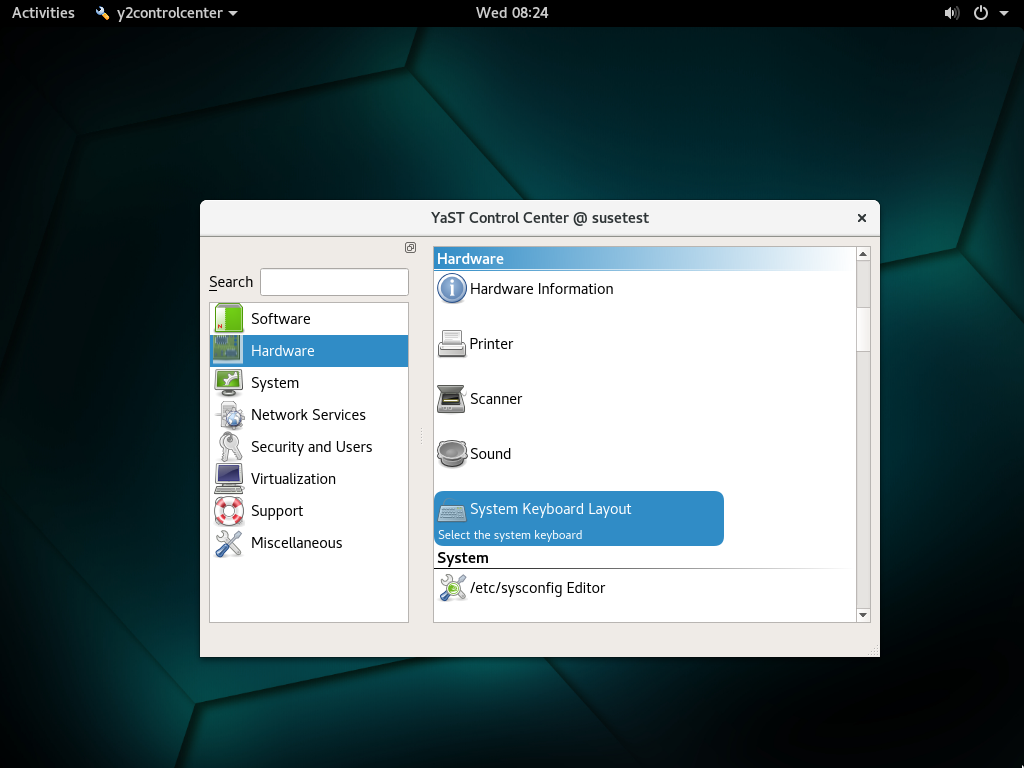 Activities
y2controlcenter
Wed 08:24
YaST Control Center @ susetest
Search
Software
Hardware
System
Network Services
Security and Users
Virtualization
Support
Miscellaneous
Hardware
Hardware Information
Printer
Scanner
Sound
System Keyboard Layout
Select the system keyboard
System
/etc/sysconfig Editor